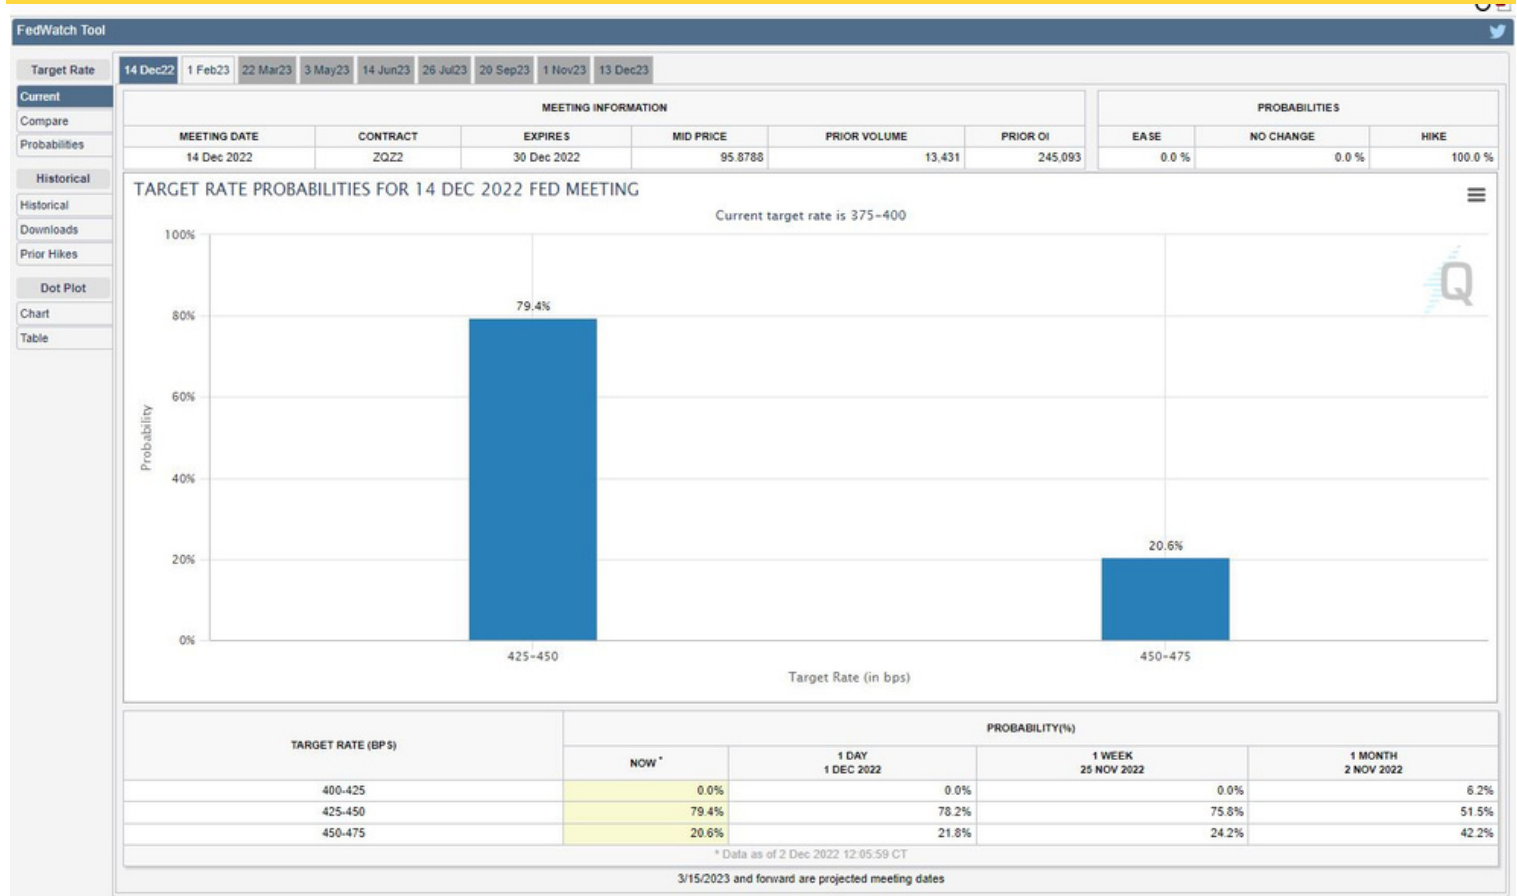 FedWatch Tool
Target Rate
Current
Compare
Probabilities
Historical
Historical
Downloads
Prior Hikes
Dot Plot
Chart
Table
14 Dec22 1 Feb23 22 Mar23 3 May23 14 Jun23 26 Jul23 20 Sep23 1 Nov23 13 Dec23
MEETING INFORMATION PROBABILITIES
MEETING DATE CONTRACT EXPIRES MID PRICE PRIOR VOLUME PRIOR OI EASE NO CHANGE HIKE
14 Dec 2022 ZQZ2 30 Dec 2022 95.8788 13,431 245,093 0.0 % 0.0 % 100.0 %
TARGET RATE PROBABILITIES FOR 14 DEC 2022 FED MEETING
Current target rate is 375-400
Q
100%
80%
60%
40%
20%
0%
Probability
79.4%
20.6%
425-450 450-475
Target Rate (in bps)
TARGET RATE (BPS) PROBABILITY(%)
NOW * 1 DAY 1 WEEK 1 MONTH
1 DEC 2022 25 NOV 2022 2 NOV 2022
400-425 0.0% 0.0% 0.0% 6.2%
425-450 79.4% 78.2% 75.8% 51.5%
450-475 20.6% 21.8% 24.2% 42.2%
* Data as of 2 Dec 2022 12:05:59 CT
3/15/2023 and forward are projected meeting dates